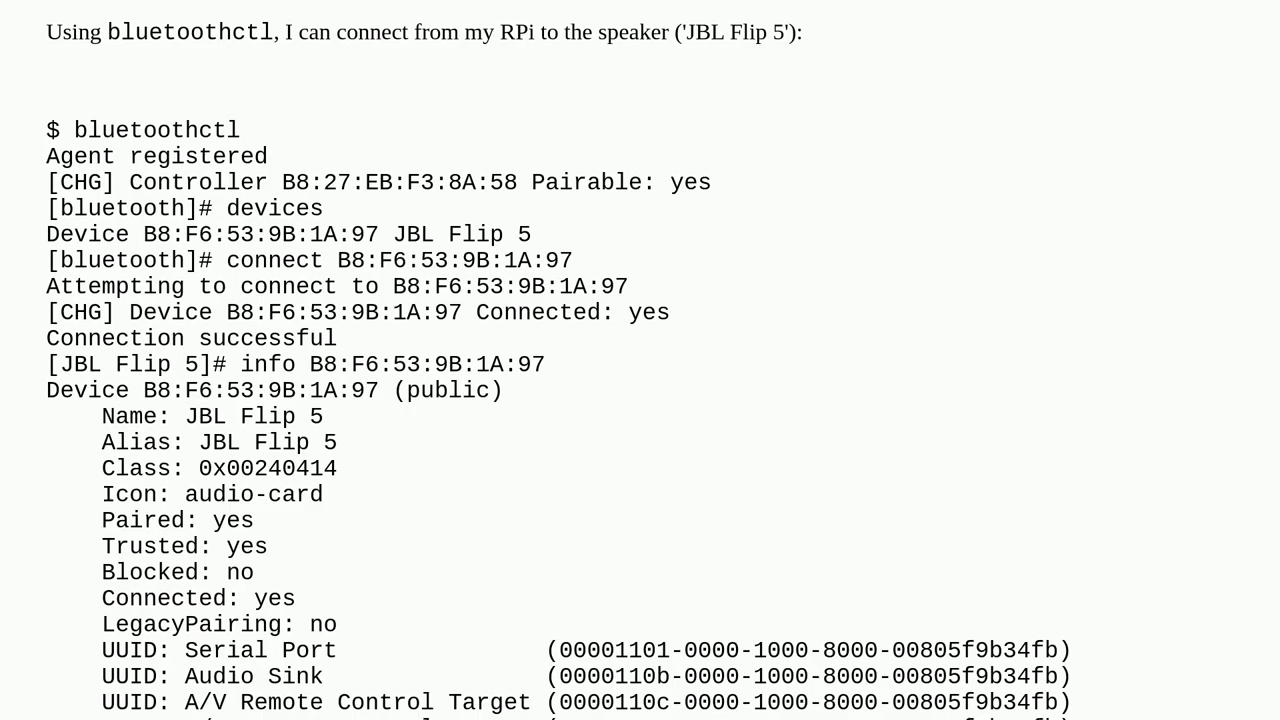 Using bluetoothctl, I can connect from my RPi to the speaker ('JBL Flip 5'):
$ bluetoothctl
Agent registered
[CHG] Controller B8:27:EB:F3:8A:58 Pairable: yes
[bluetooth]# devices
Device B8:F6:53:9B:1A:97 JBL Flip 5
[bluetooth]# connect B8:F6:53:9B:1A:97
Attempting to connect to B8:F6:53:9B:1A:97
[CHG] Device B8:F6:53:9B:1A:97 Connected: yes
Connection successful
[JBL Flip 5]# info B8:F6:53:9B:1A:97
Device B8:F6:53:9B:1A:97 (public)
    Name: JBL Flip 5
    Alias: JBL Flip 5
    Class: 0x00240414
    Icon: audio-card
    Paired: yes
    Trusted: yes
    Blocked: no
    Connected: yes
    LegacyPairing: no
    UUID: Serial Port               (00001101-0000-1000-8000-00805f9b34fb)
    UUID: Audio Sink                (0000110b-0000-1000-8000-00805f9b34fb)
    UUID: A/V Remote Control Target (0000110c-0000-1000-8000-00805f9b34fb)